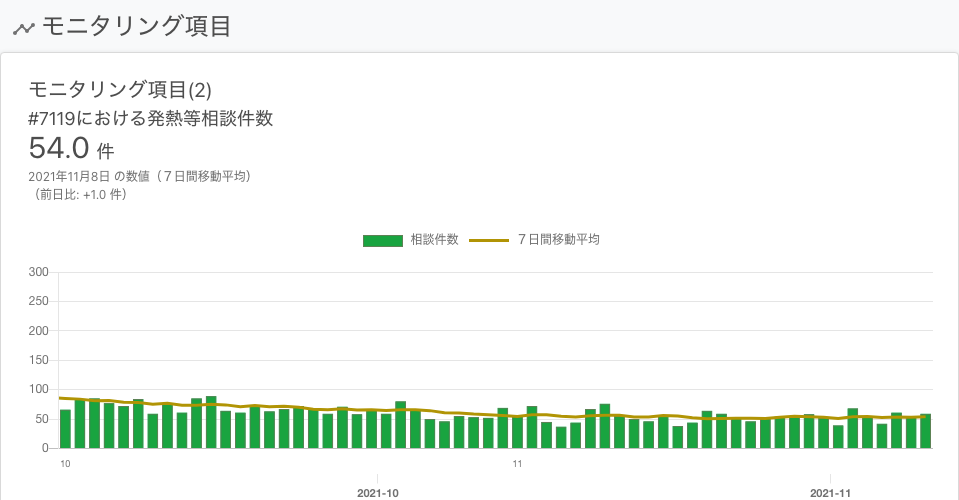 モニタリング項目
モニタリング項目(2)
#7119における発熱等相談件数
54.0 件
2021年11月8日 の数値（７日間移動平均）
（前日比: +1.0 件）
相談件数 ７日間移動平均
300
250
200
150
100
50
0
10 11
2021-10 2021-11